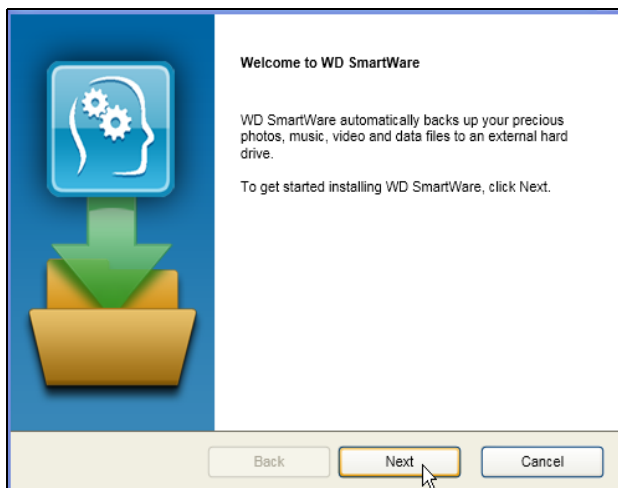 Welcome to WD SmartWare
WD SmartWare automatically backs up your precious
photos, music, video and data files to an external hard
drive.
To get started installing WD SmartWare, click Next.
Back
Next
Cancel